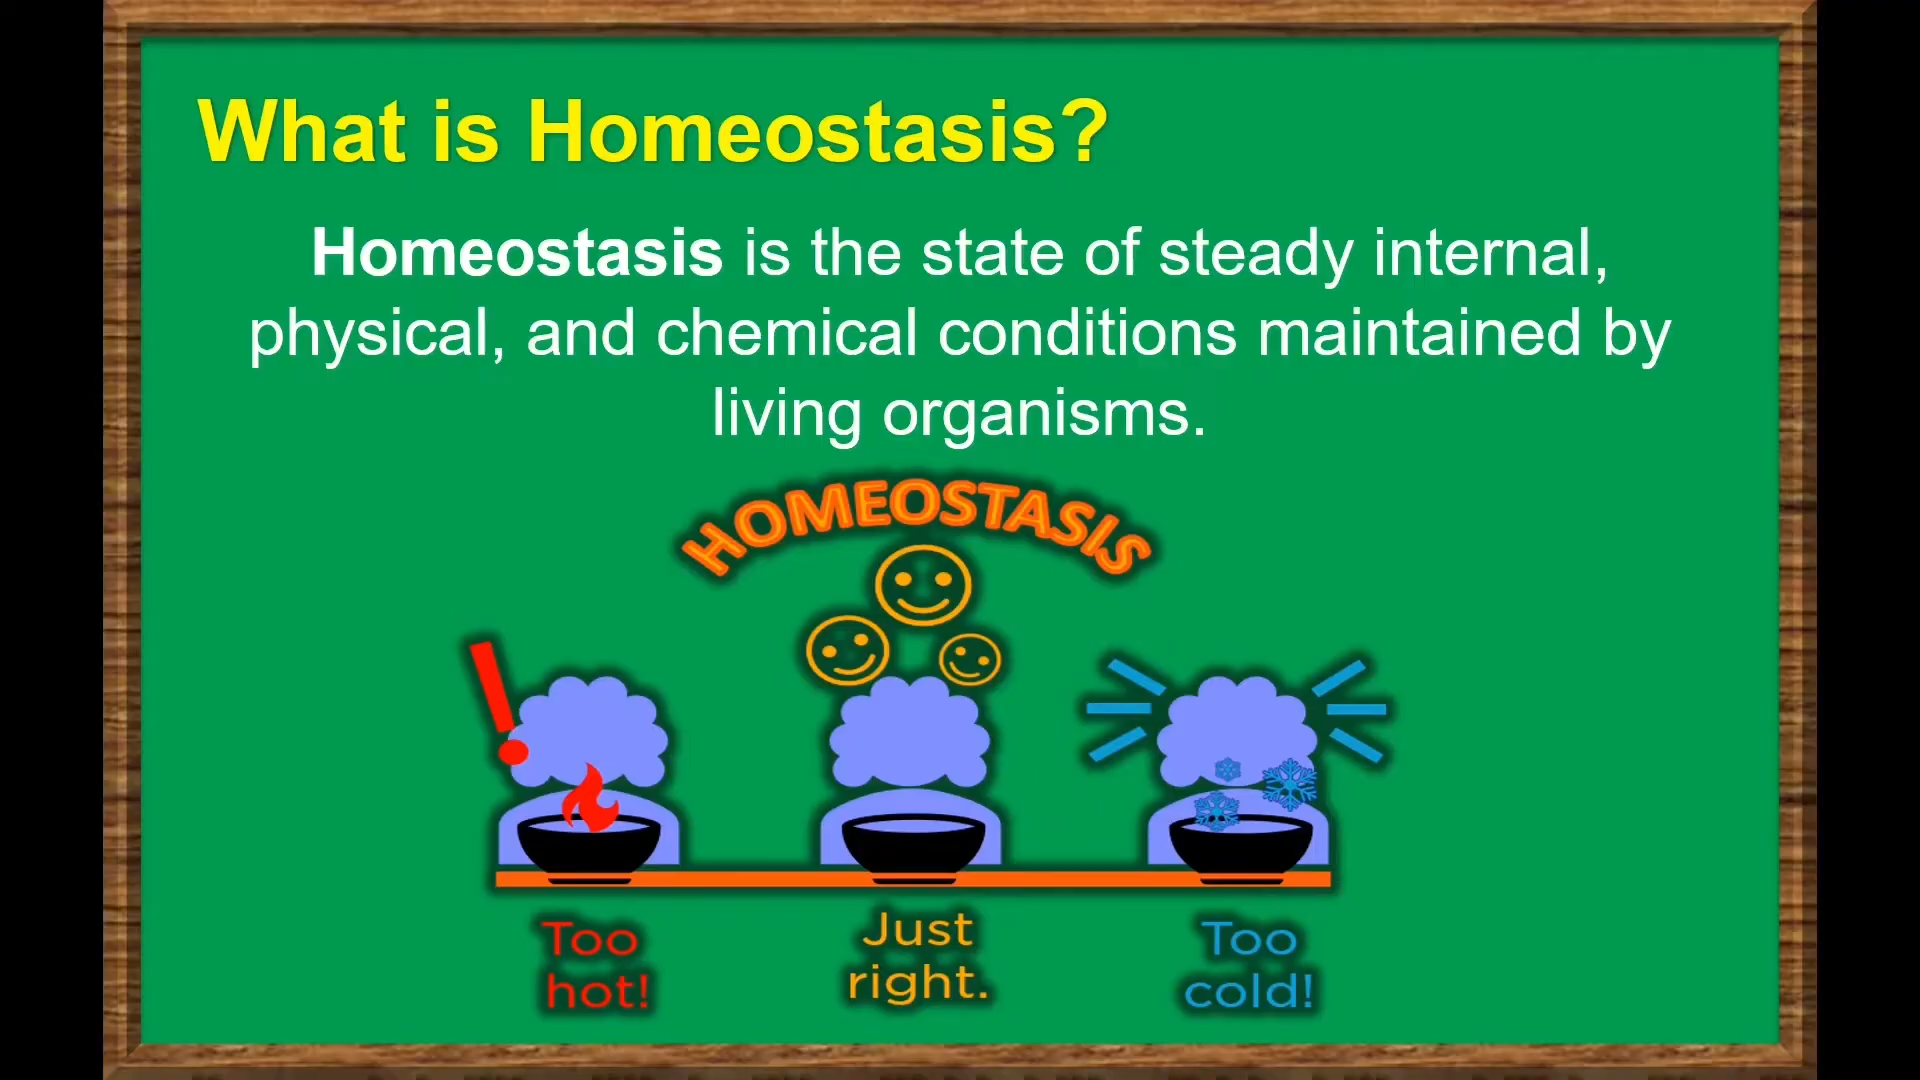 What is Homeostasis?
Homeostasis is the state of steady internal,
physical, and chemical conditions maintained by
living organisms.
HOMEOSTASIS
Too
hot!
Just
right.
Too
cold!